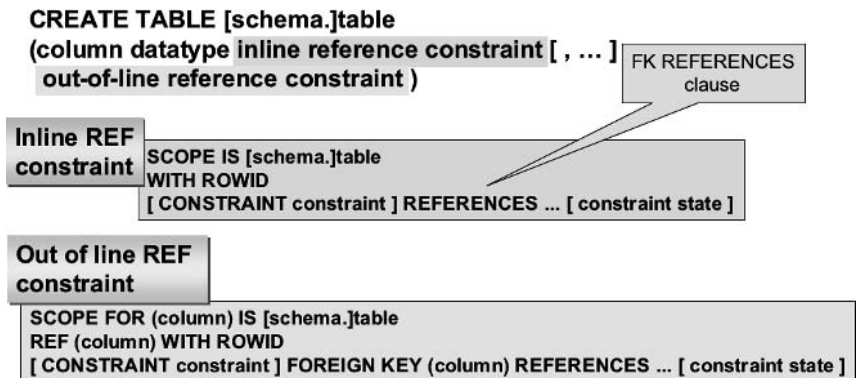 CREATE TABLE [schema.]table
(column datatype inline reference constraint [ , ... ]
out-of-line reference constraint )
FK REFERENCES
clause
Inline REF
constraint
SCOPE IS [schema.]table
WITH ROWID
[ CONSTRAINT constraint ] REFERENCES ... [ constraint state ]
Out of line REF
constraint
SCOPE FOR (column) IS [schema.]table
REF (column) WITH ROWID
[ CONSTRAINT constraint ] FOREIGN KEY (column) REFERENCES ... [ constraint state ]